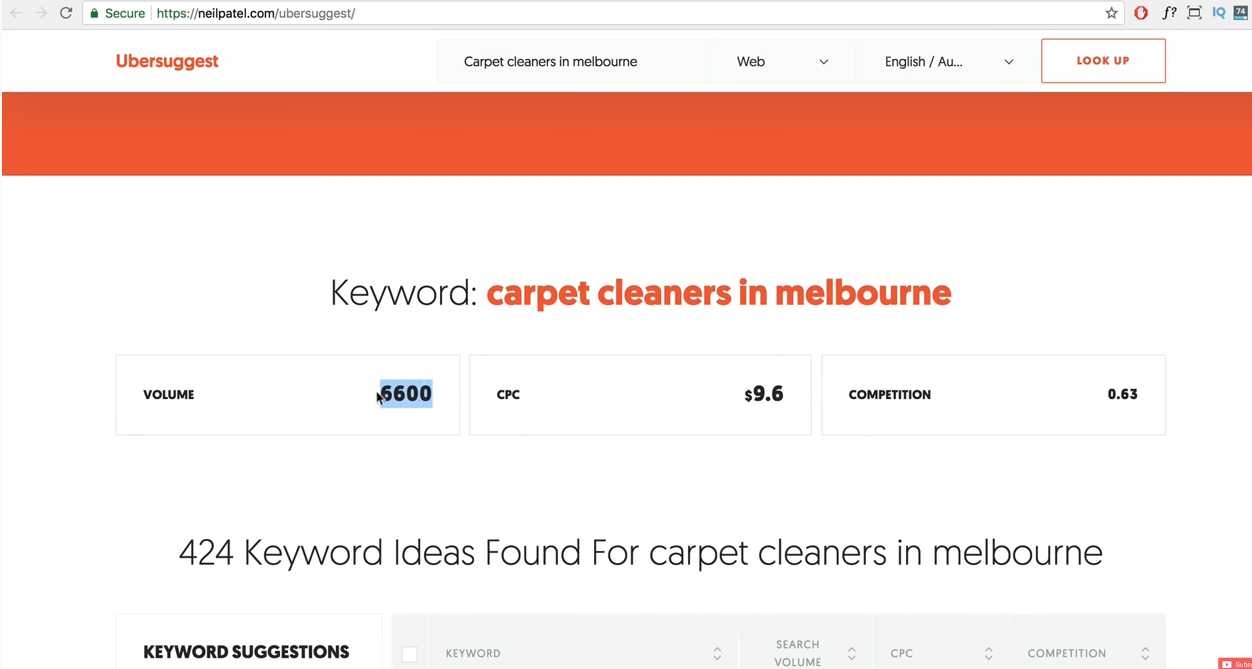 Secure https://neilpatel.com/ubersuggest/
f? IQ 74
Ubersuggest Carpet cleaners in melbourne Web English / Au... LOOK UP
Keyword: carpet cleaners in melbourne
VOLUME 6600 CPC $9.6 COMPETITION 0.63
424 Keyword Ideas Found For carpet cleaners in melbourne
KEYWORD SUGGESTIONS KEYWORD SEARCH VOLUME CPC COMPETITION